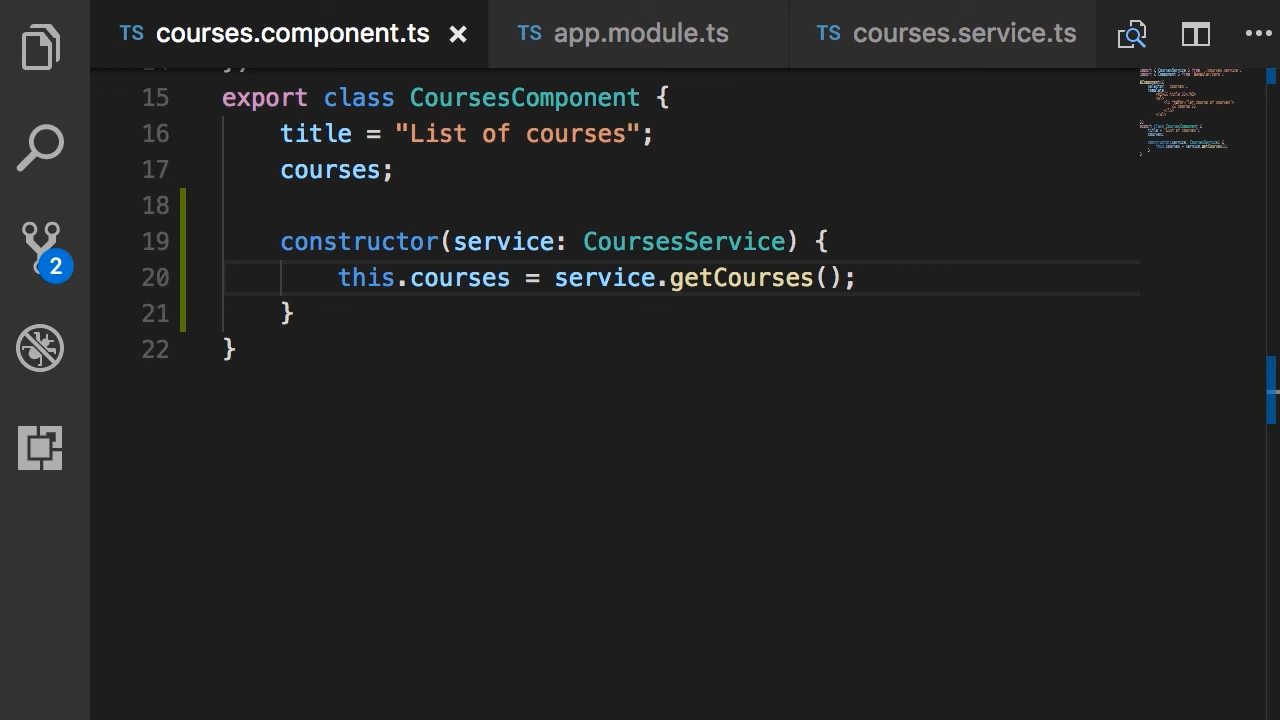 TS courses.component.ts × TS app.module.ts TS courses.service.ts
15 export class CoursesComponent {
16 title = "List of courses";
17 courses;
18
19 constructor(service: CoursesService) {
20 this.courses = service.getCourses();
21 }
22 }
2